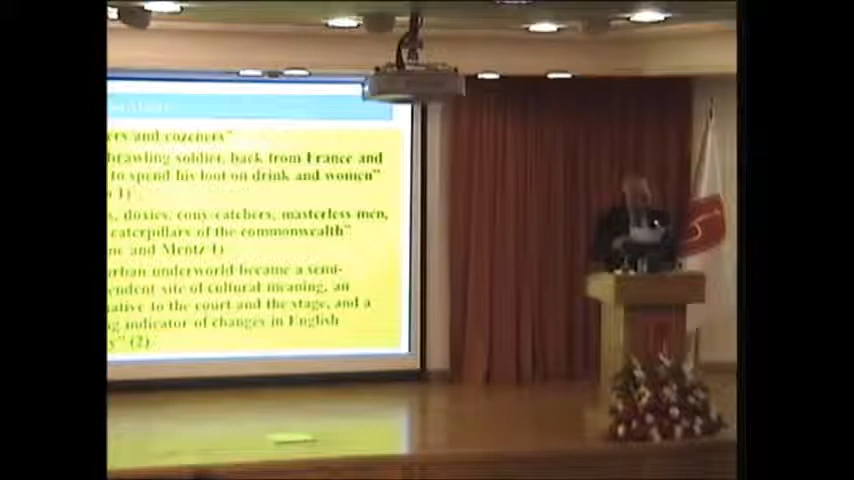 ers and cozeners"
brawling soldier, back from France and
to spend his loot on drink and women"
1)
, doxies, cony-catchers, masterless men,
caterpillars of the commonwealth"
ne and Mentz 1)
urban underworld became a semi-
endent site of cultural meaning, an
native to the court and the stage, and a
g indicator of changes in English
y" (2)